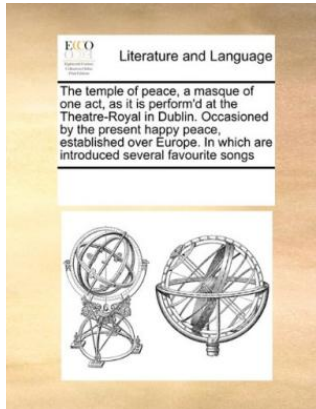 ECCO
Literature and Language
The temple of peace, a masque of
one act, as it is perform'd at the
Theatre-Royal in Dublin. Occasioned
by the present happy peace,
established over Europe. In which are
introduced several favourite songs